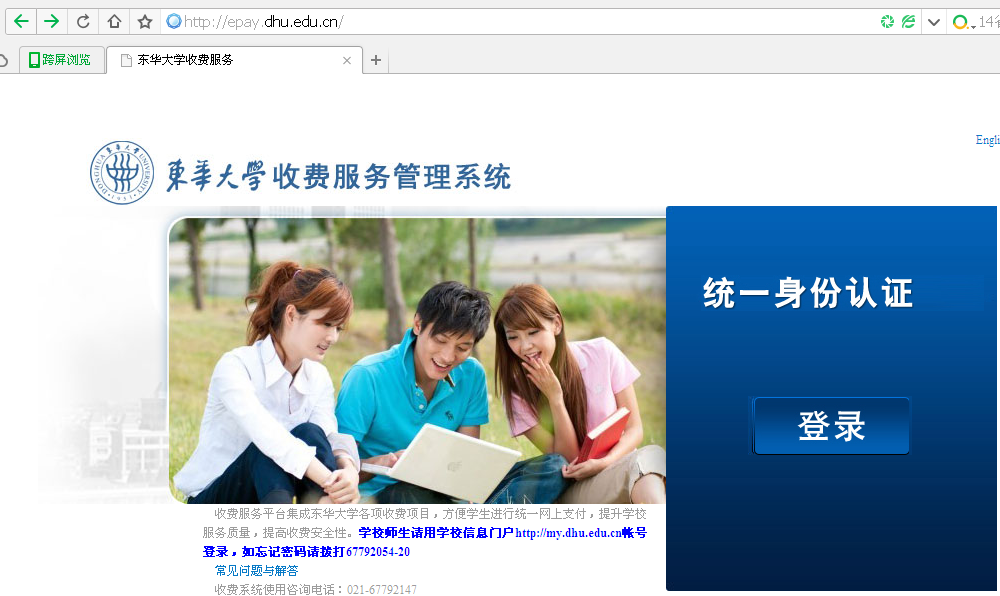 http://epay.dhu.edu.cn/
14
跨屏浏览
东华大学收费服务
Engli
DONGHUA UNIVERSITY
1951
東華大学收费服务管理系统
统一身份认证
登录
收费服务平台集成东华大学各项收费项目，方便学生进行统一网上支付，提升学校
服务质量，提高收费安全性。学校师生请用学校信息门户http://my.dhu.edu.cn帐号
登录，如忘记密码请拨打67792054-20
常见问题与解答
收费系统使用咨询电话：021-67792147